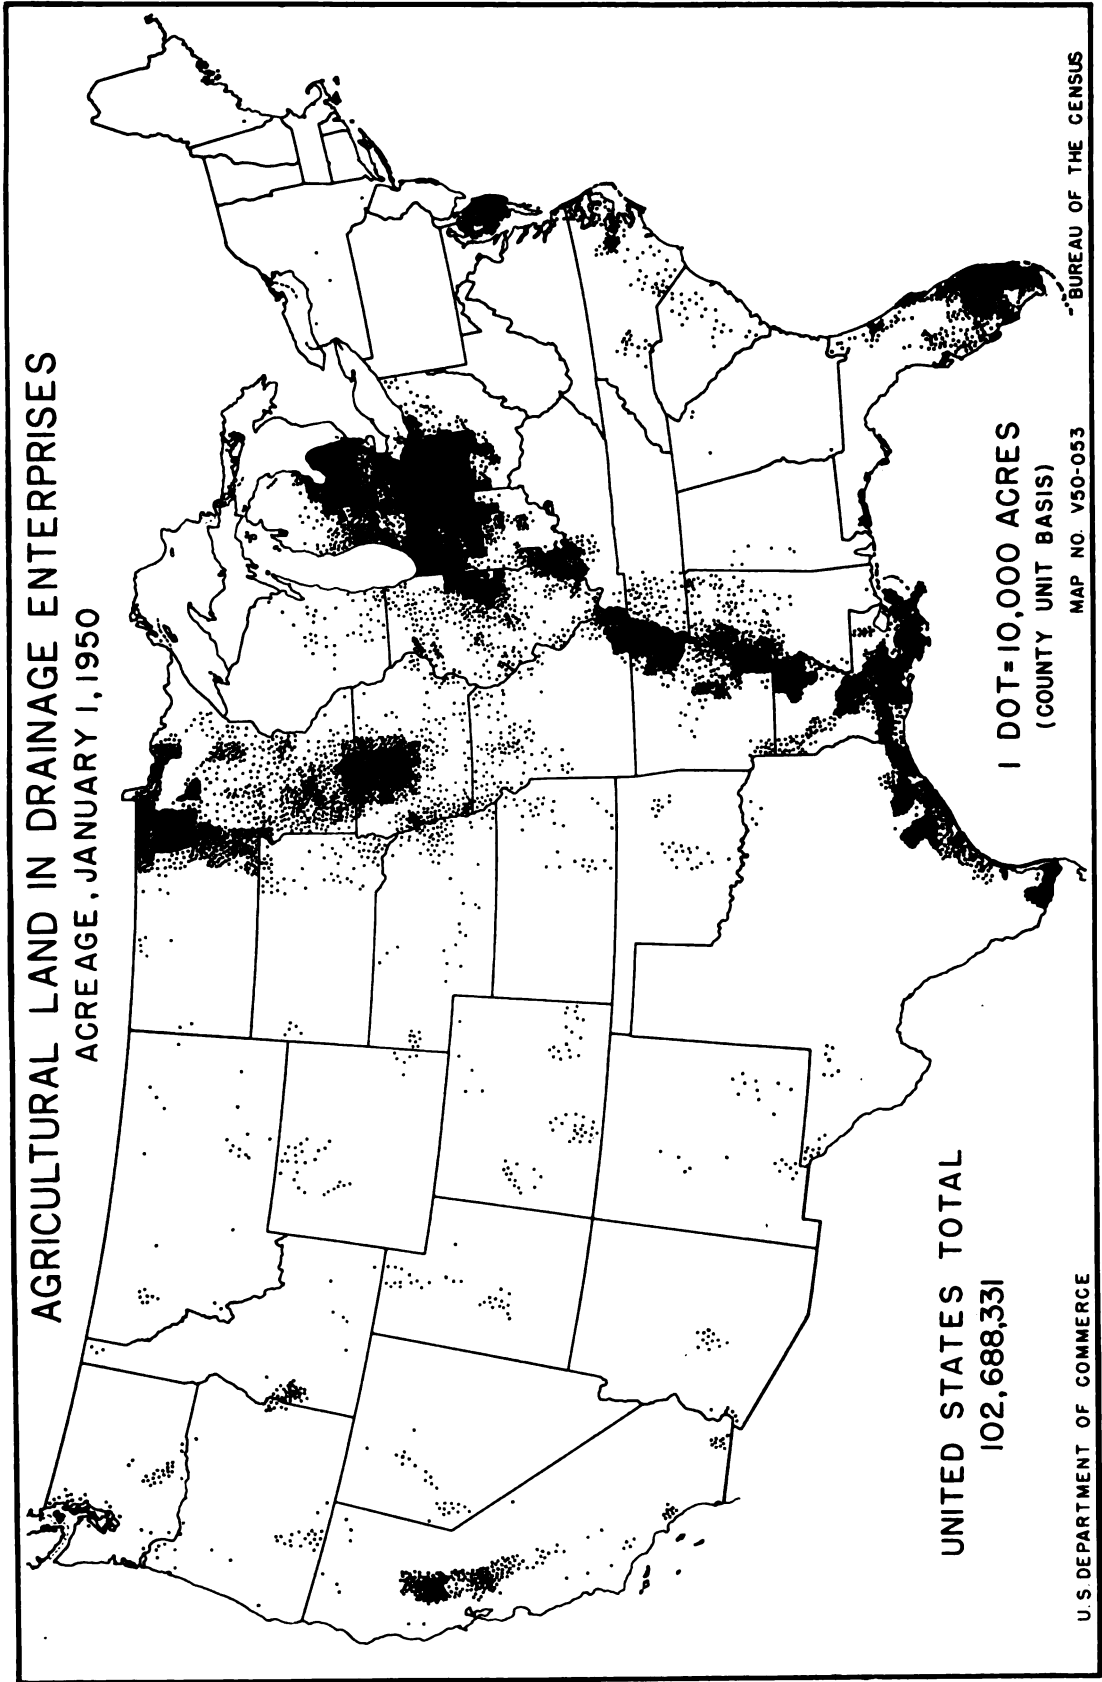 AGRICULTURAL LAND IN DRAINAGE ENTERPRISES
ACREAGE, JANUARY 1, 1950
UNITED STATES TOTAL
102,688,331
1 DOT=10,000 ACRES
(COUNTY UNIT BASIS)
U.S. DEPARTMENT OF COMMERCE
MAP NO. V50-053
BUREAU OF THE CENSUS